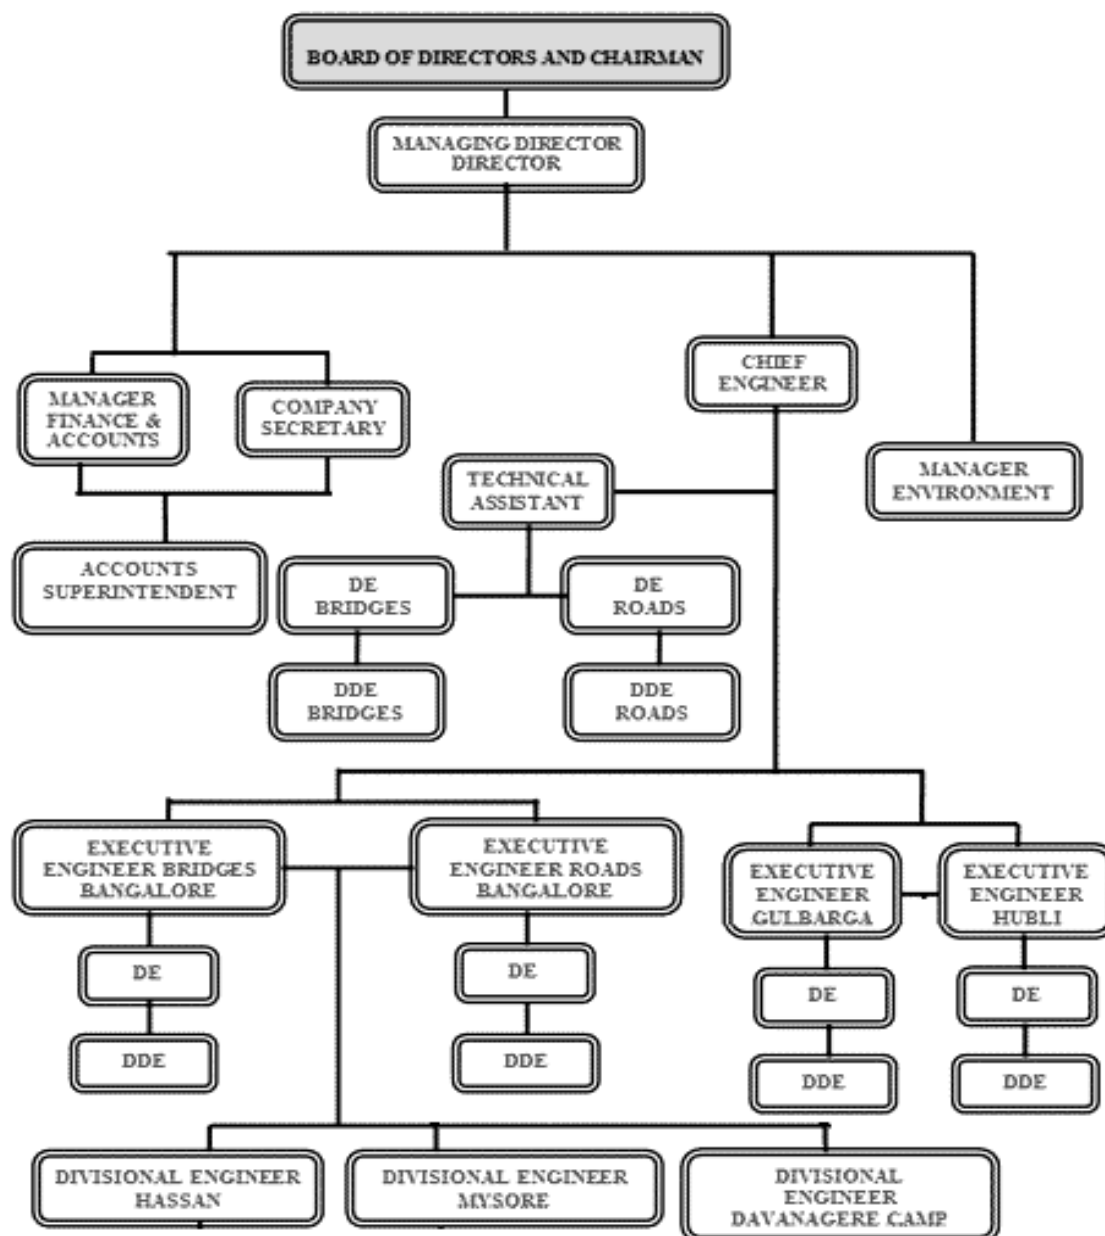 BOARD OF DIRECTORS AND CHAIRMAN
MANAGING DIRECTOR
DIRECTOR
MANAGER
FINANCE &
ACCOUNTS
COMPANY
SECRETARY
CHIEF
ENGINEER
MANAGER
ENVIRONMENT
TECHNICAL
ASSISTANT
ACCOUNTS
SUPERINTENDENT
DE
BRIDGES
DE
ROADS
DDE
BRIDGES
DDE
ROADS
EXECUTIVE
ENGINEER BRIDGES
BANGALORE
EXECUTIVE
ENGINEER ROADS
BANGALORE
EXECUTIVE
ENGINEER
GULBARGA
EXECUTIVE
ENGINEER
HUBLI
DE
DE
DE
DE
DDE
DDE
DDE
DDE
DIVISIONAL ENGINEER
HASSAN
DIVISIONAL ENGINEER
MYSORE
DIVISIONAL
ENGINEER
DAVANAGERE CAMP